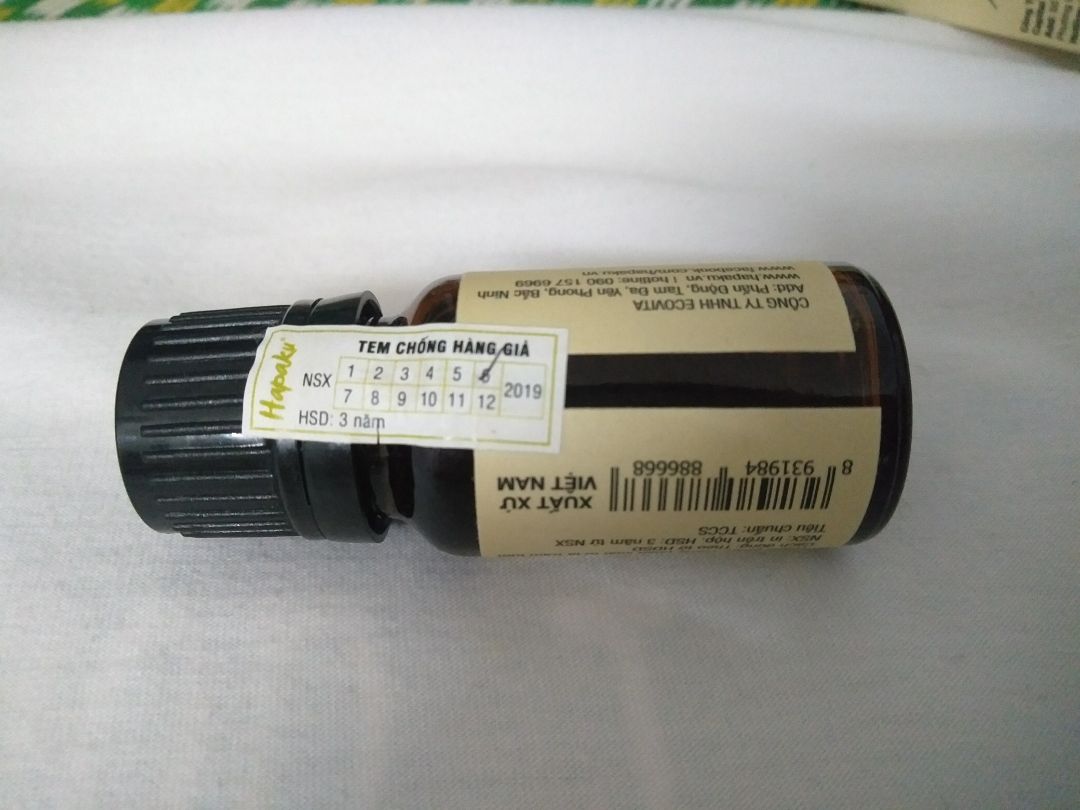 Hapaku
TEM CHỐNG HÀNG GIẢ
NSX 1 2 3 4 5 6 2019
7 8 9 10 11 12
HSD: 3 năm
CÔNG TY TNHH ECOVITA
Add: Phấn Động, Tam Đa, Yên Phong, Bắc Ninh
www.hapaku.vn | hotline: 090 157 6969
www.facebook.com/hapaku.vn
NSX: in trên hộp, HSD: 3 năm từ NSX
Tiêu chuẩn: TCCS
XUẤT XỨ
VIỆT NAM
8 931984 886668